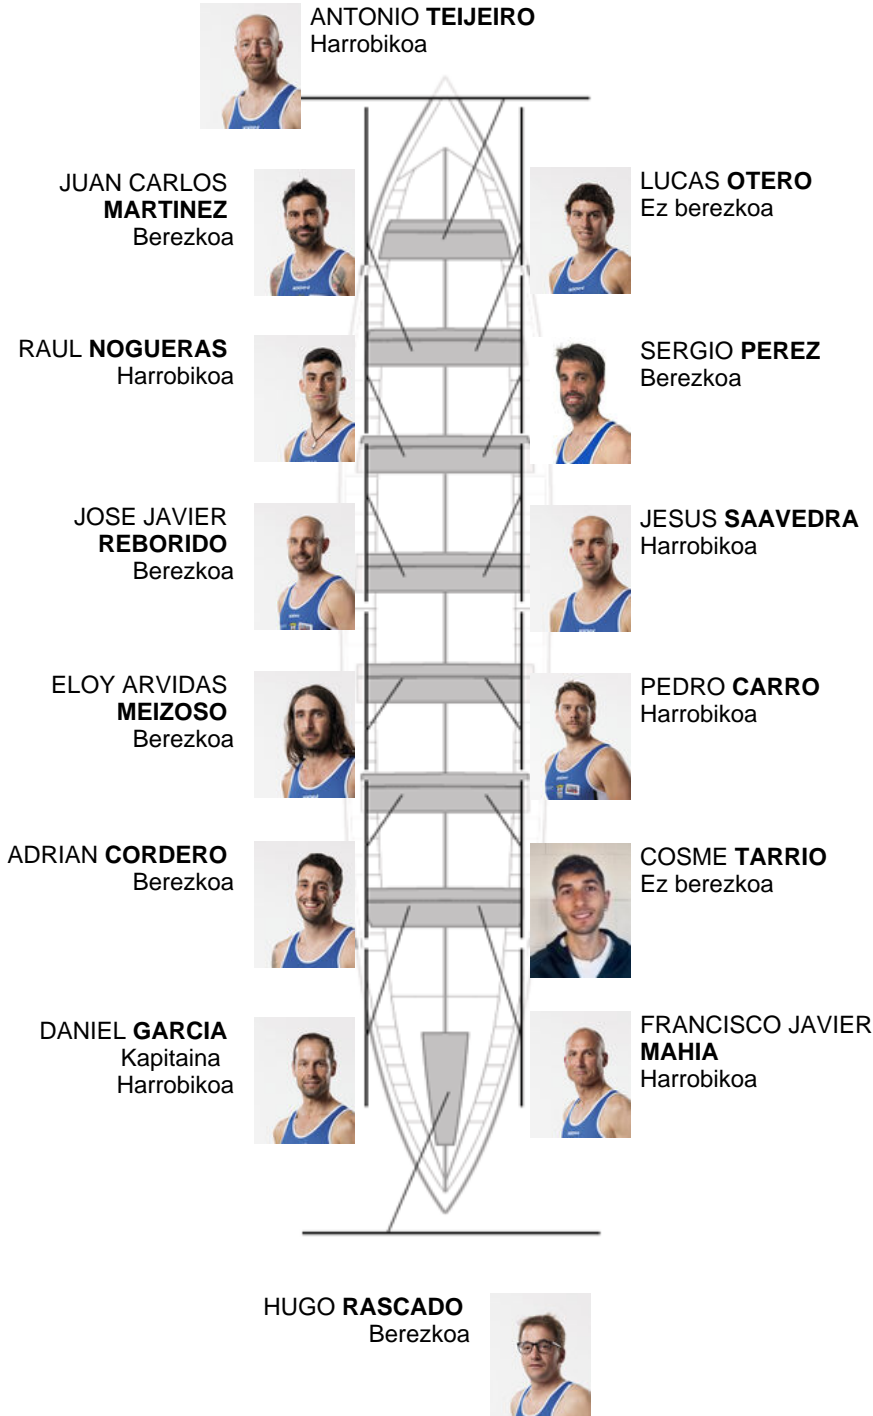 ANTONIO TEIJEIRO
Harrobikoa
JUAN CARLOS
MARTINEZ
Berezkoa
LUCAS OTERO
Ez berezkoa
RAUL NOGUERAS
Harrobikoa
SERGIO PEREZ
Berezkoa
JOSE JAVIER
REBORIDO
Berezkoa
JESUS SAAVEDRA
Harrobikoa
ELOY ARVIDAS
MEIZOSO
Berezkoa
PEDRO CARRO
Harrobikoa
ADRIAN CORDERO
Berezkoa
COSME TARRIO
Ez berezkoa
DANIEL GARCIA
Kapitaina
Harrobikoa
FRANCISCO JAVIER
MAHIA
Harrobikoa
HUGO RASCADO
Berezkoa